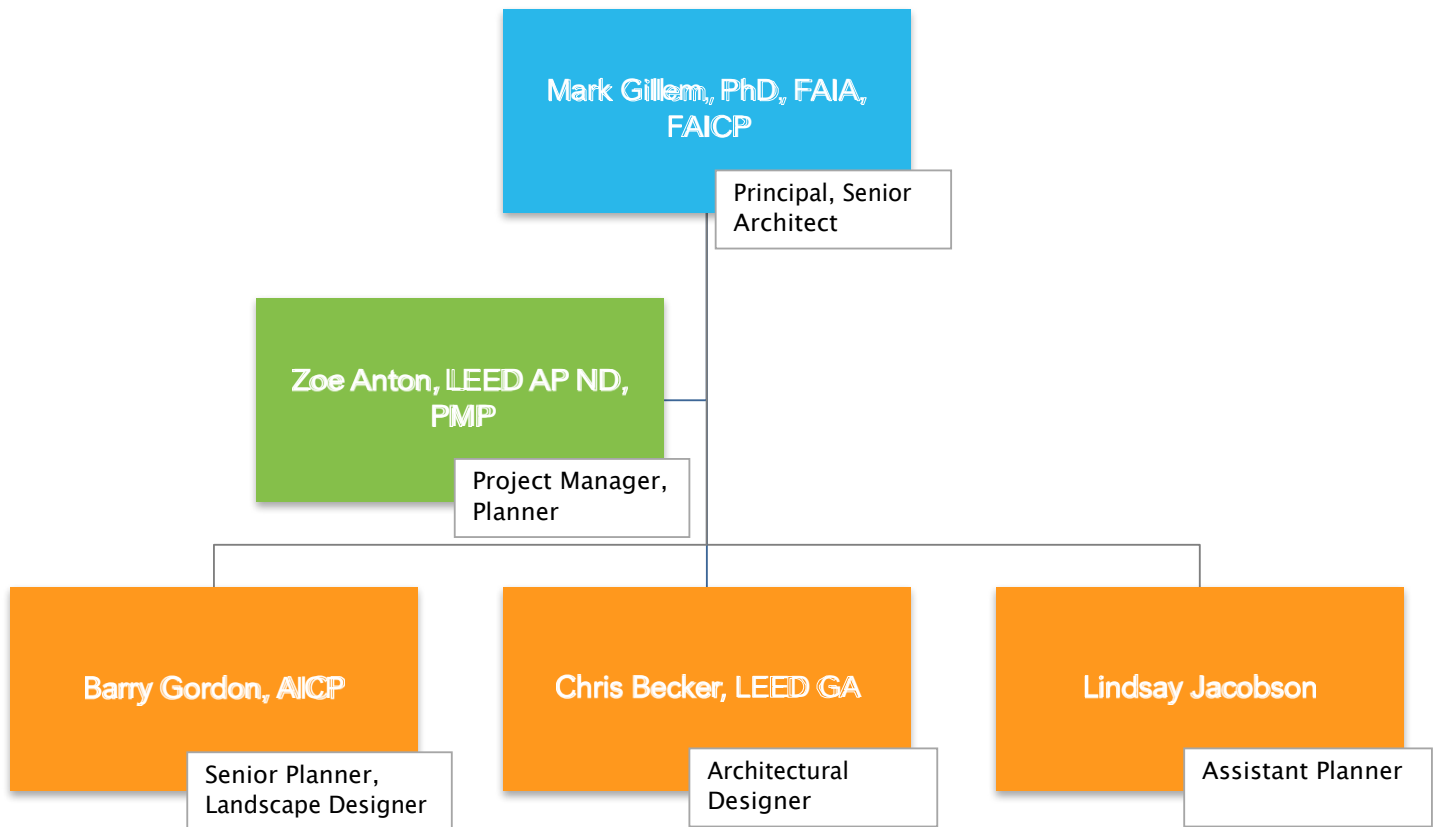 Mark Gillem, PhD, FAIA,
FAICP
Principal, Senior
Architect
Zoe Anton, LEED AP ND,
PMP
Project Manager,
Planner
Barry Gordon, AICP
Senior Planner,
Landscape Designer
Chris Becker, LEED GA
Architectural
Designer
Lindsay Jacobson
Assistant Planner